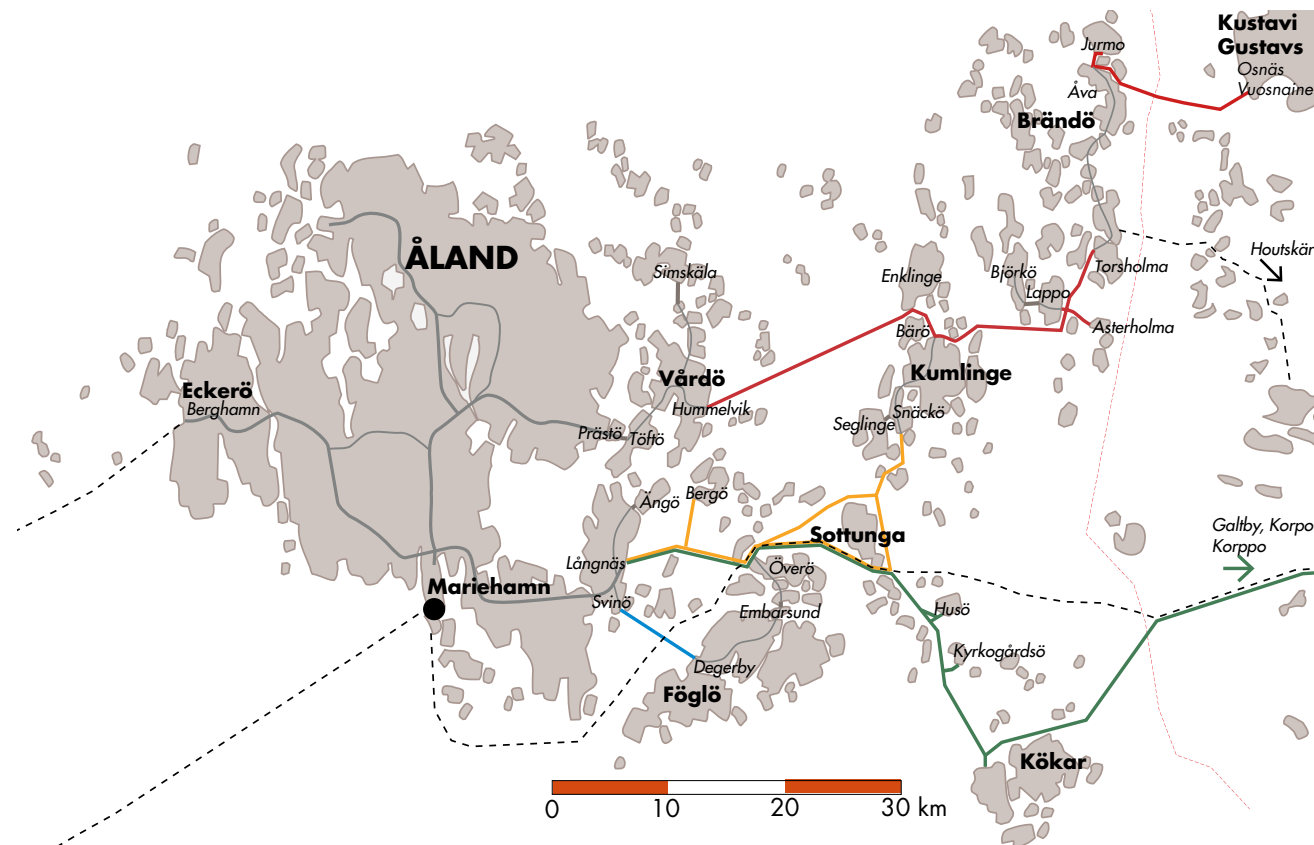 Kustavi
Gustavs
Osnäs
Vuosnainen
Jurmo
Åva
Brändö
ÅLAND
Simskäla
Enklinge
Björkö
Lappo
Torsholma
Houtskär
Bärö
Asterholma
Eckerö
Berghamn
Vårdö
Hummelvik
Kumlinge
Snäckö
Seglinge
Prästö
Töftö
Ängö
Bergö
Sottunga
Galtby, Korpo
Korppo
Långnäs
Överö
Mariehamn
Svinö
Embarsund
Husö
Kyrkogårdsö
Degerby
Föglö
Kökar
0 10 20 30 km